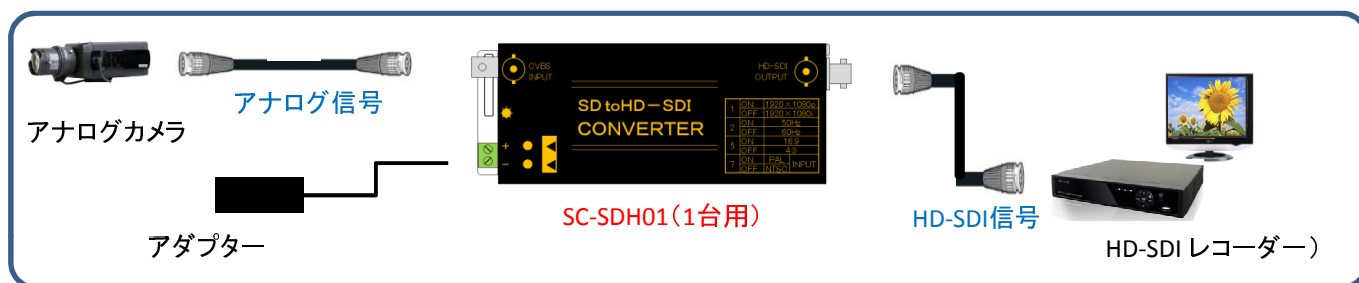 アナログカメラ
アナログ信号
アダプター
CVBS
INPUT
HD-SDI
OUTPUT
SD toHD－SDI
CONVERTER
+
−
1 ON 1920×1080p
OFF 1920×1080i
2 ON 50Hz
OFF 60Hz
5 ON 16:9
OFF 4:3
7 ON PAL INPUT
OFF NTSC
SC-SDH01(1台用)
HD-SDI信号
HD-SDI レコーダー）